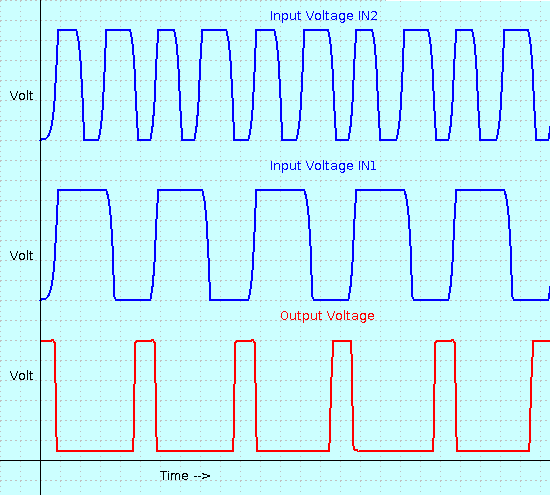 Input Voltage IN2
Volt
Input Voltage IN1
Volt
Output Voltage
Volt
Time -->